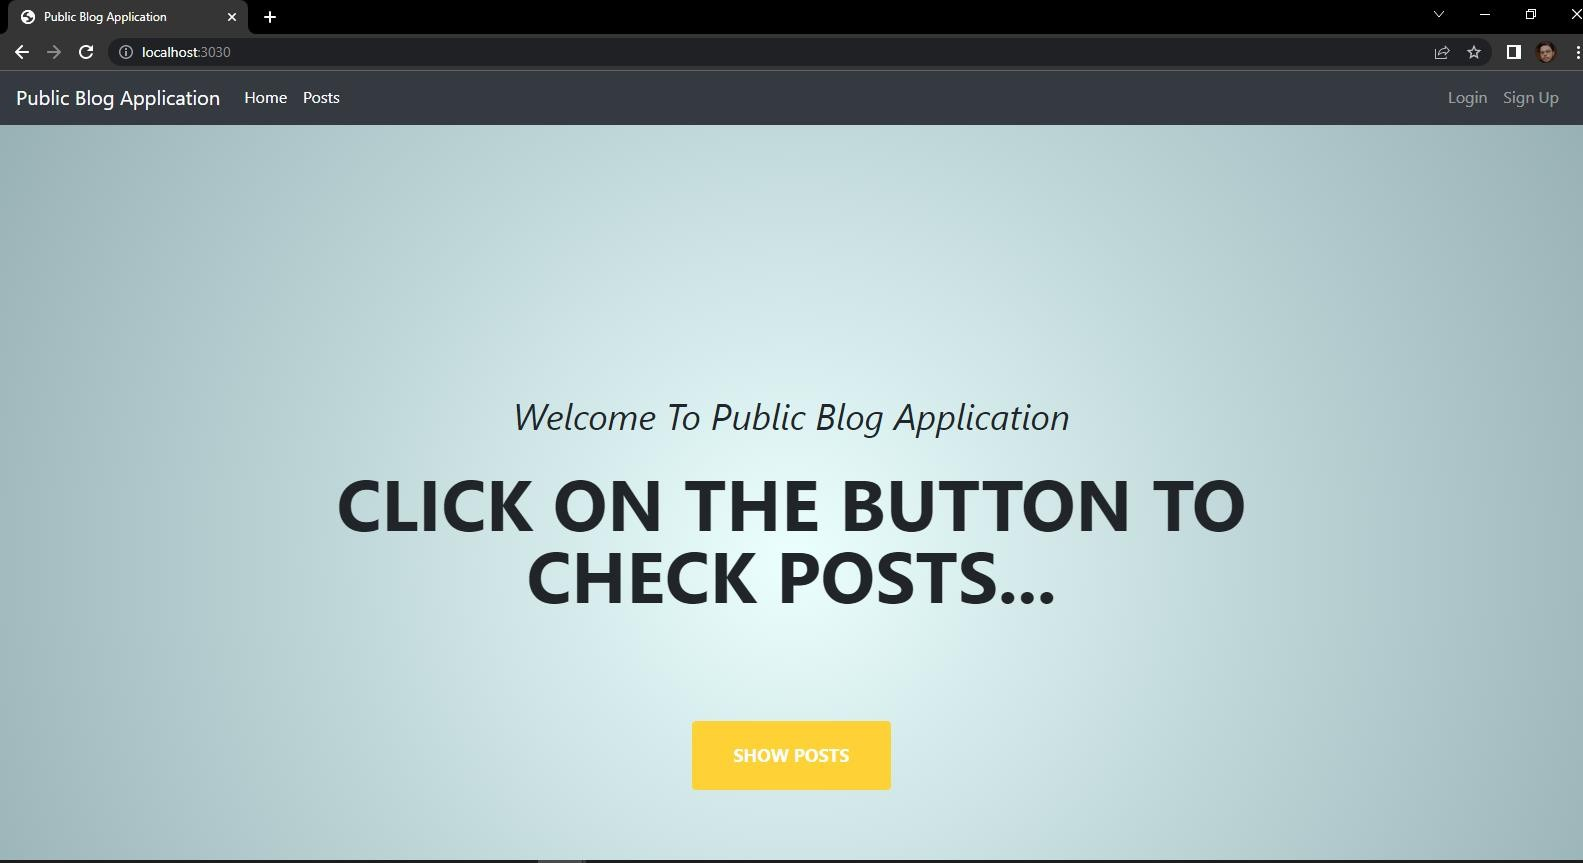 Public Blog Application
localhost:3030
Public Blog Application Home Posts Login Sign Up
Welcome To Public Blog Application
CLICK ON THE BUTTON TO
CHECK POSTS...
SHOW POSTS